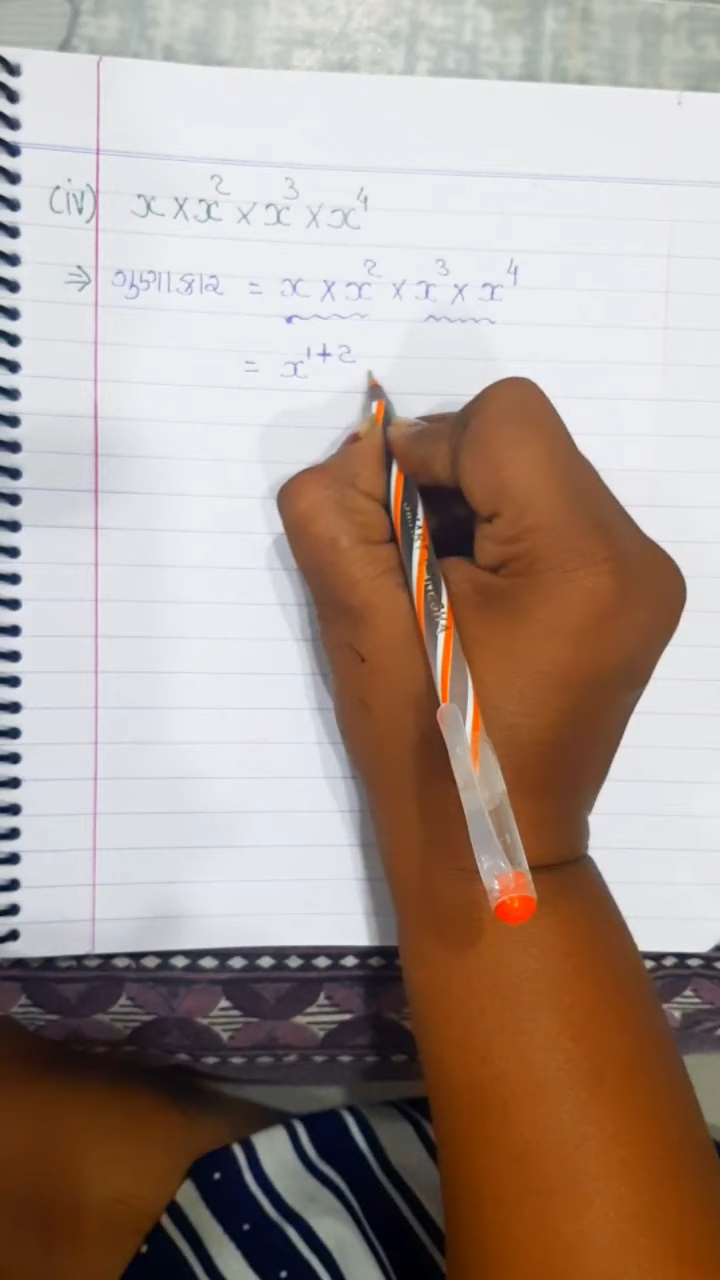 (iv) x × x² × x³ × x⁴
⇒ ગુણાકાર = x × x² × x³ × x⁴
= x¹⁺²